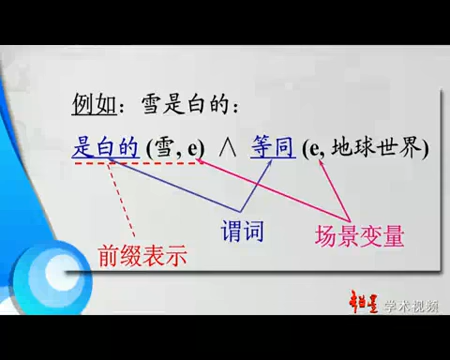 例如：雪是白的：
是白的 (雪, e) ∧ 等同 (e, 地球世界)
谓词
场景变量
前缀表示
学术视频